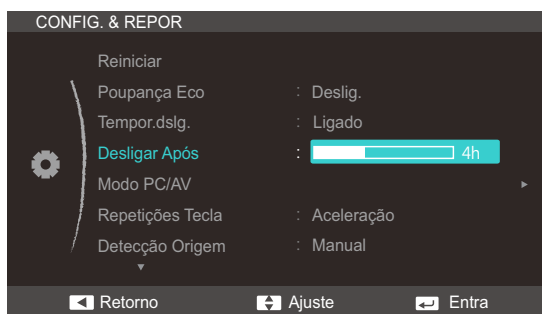 CONFIG. & REPOR
Reiniciar
Poupança Eco : Deslig.
Tempor.dslg. : Ligado
Desligar Após : 4h
Modo PC/AV
Repetições Tecla : Aceleração
Detecção Origem : Manual
Retorno Ajuste Entra